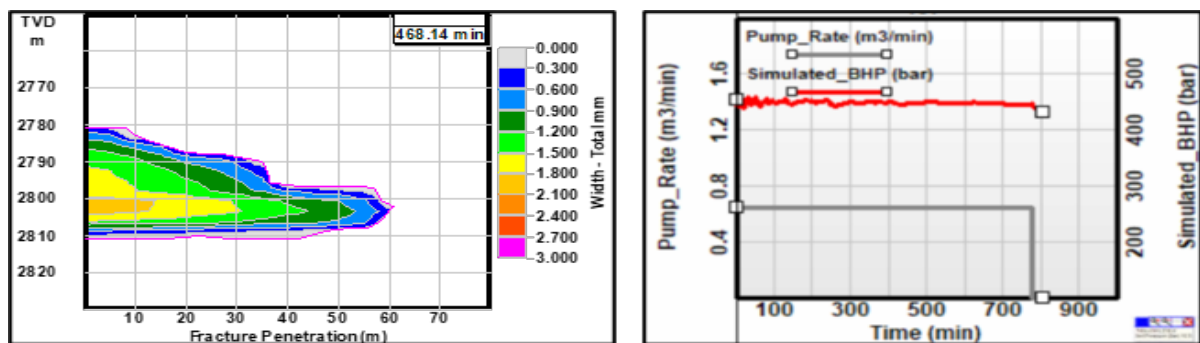 TVD
m
468.14 min
2770
2780
2790
2800
2810
2820
10 20 30 40 50 60 70
Fracture Penetration (m)
0.000
0.300
0.600
0.900
1.200
1.500
1.800
2.100
2.400
2.700
3.000
Width - Total mm
Pump_Rate (m3/min)
Simulated_BHP (bar)
Pump_Rate (m3/min)
1.6
1.2
0.8
0.4
500
400
300
200
Simulated_BHP (bar)
100 300 500 700 900
Time (min)